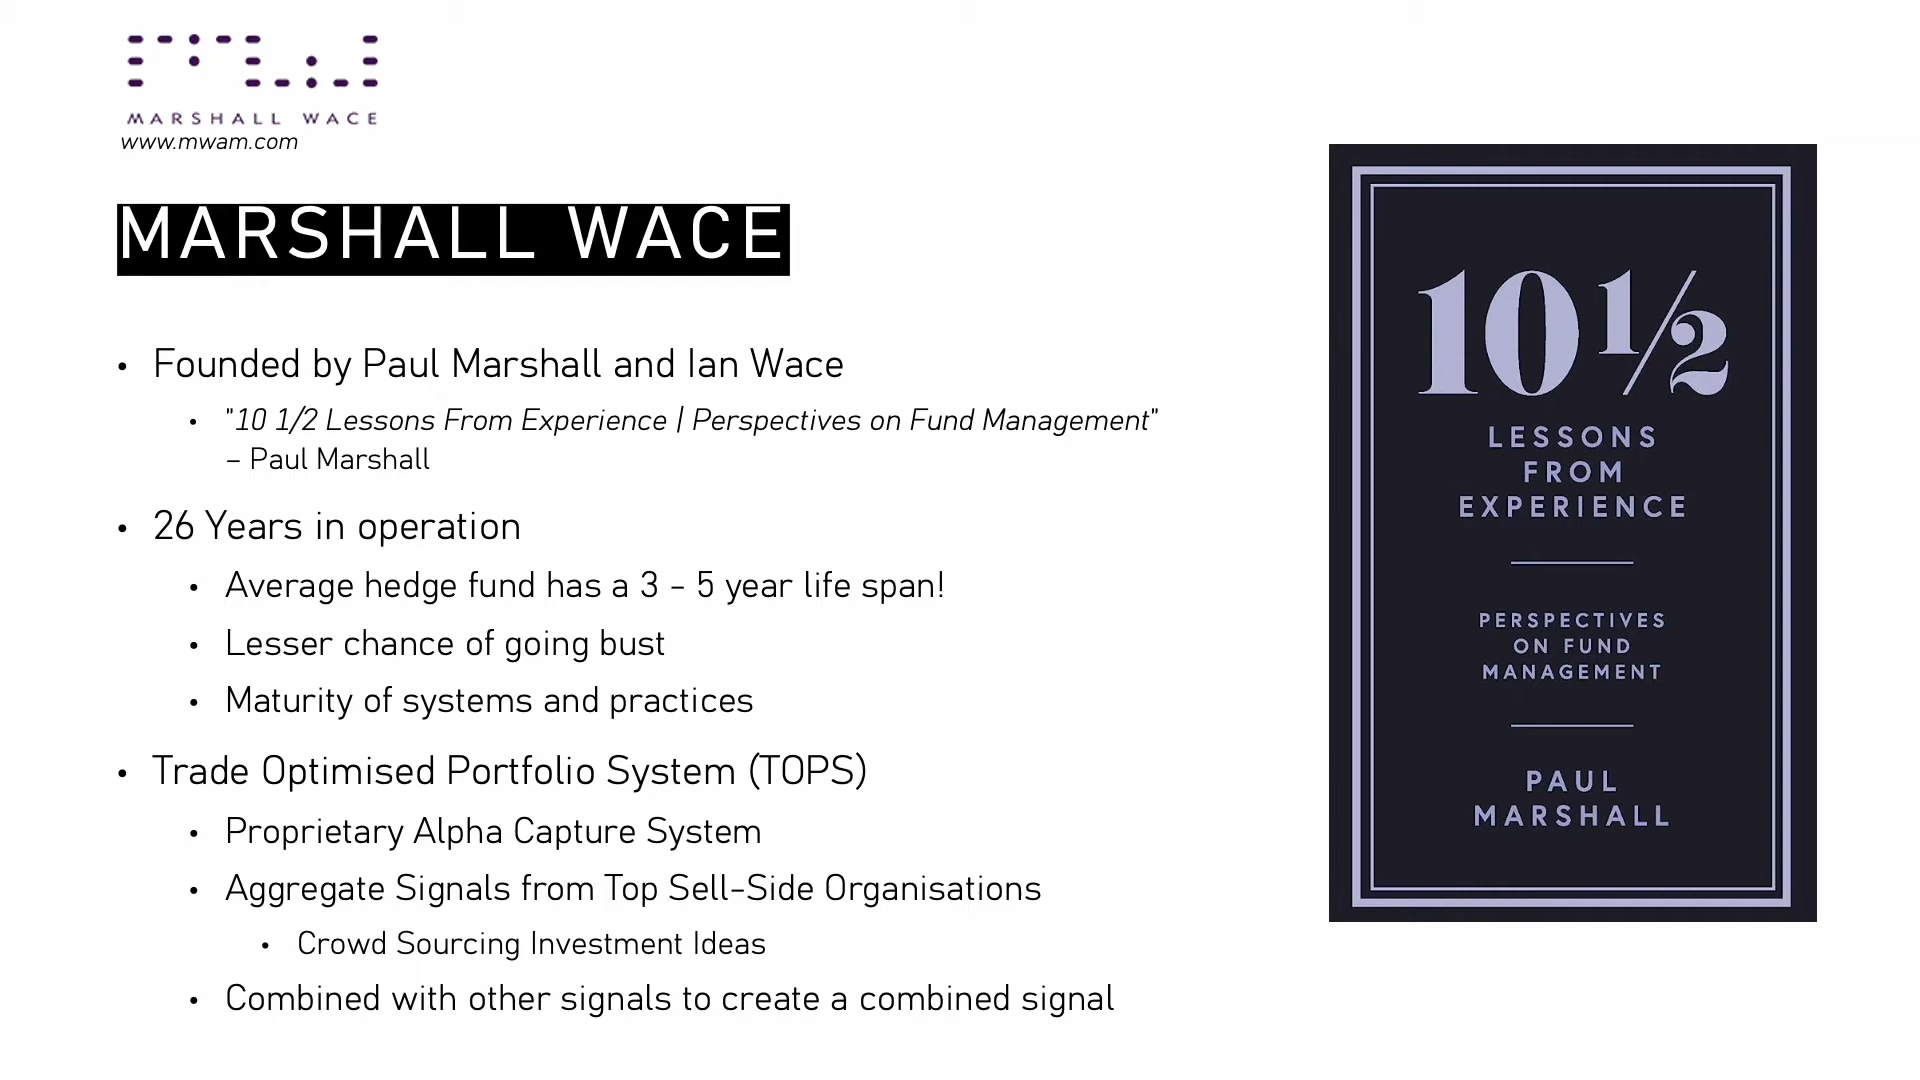 MARSHALL WACE
www.mwam.com
MARSHALL WACE
• Founded by Paul Marshall and Ian Wace
• "10 1/2 Lessons From Experience | Perspectives on Fund Management"
– Paul Marshall
• 26 Years in operation
• Average hedge fund has a 3 - 5 year life span!
• Lesser chance of going bust
• Maturity of systems and practices
• Trade Optimised Portfolio System (TOPS)
• Proprietary Alpha Capture System
• Aggregate Signals from Top Sell-Side Organisations
• Crowd Sourcing Investment Ideas
• Combined with other signals to create a combined signal
10 ½
LESSONS
FROM
EXPERIENCE
PERSPECTIVES
ON FUND
MANAGEMENT
PAUL
MARSHALL